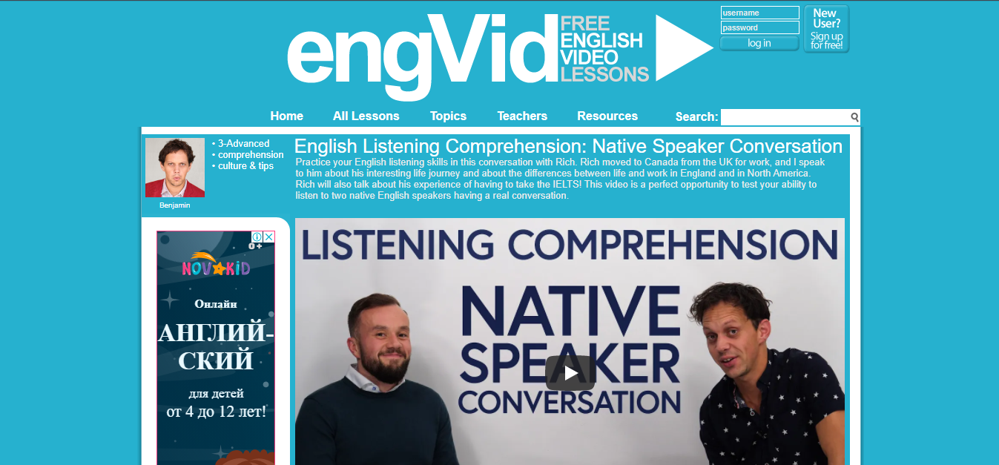 engVid
FREE
ENGLISH
VIDEO
LESSONS
username
password
log in
New
User?
Sign up
for free!
Home
All Lessons
Topics
Teachers
Resources
Search:
• 3-Advanced
• comprehension
• culture & tips
Benjamin
English Listening Comprehension: Native Speaker Conversation
Practice your English listening skills in this conversation with Rich. Rich moved to Canada from the UK for work, and I speak
to him about his interesting life journey and about the differences between life and work in England and in North America.
Rich will also talk about his experience of having to take the IELTS! This video is a perfect opportunity to test your ability to
listen to two native English speakers having a real conversation.
0+
NOVAKID
Онлайн
АНГЛИЙ-
СКИЙ
для детей
от 4 до 12 лет!
LISTENING COMPREHENSION
NATIVE
SPEAKER
CONVERSATION